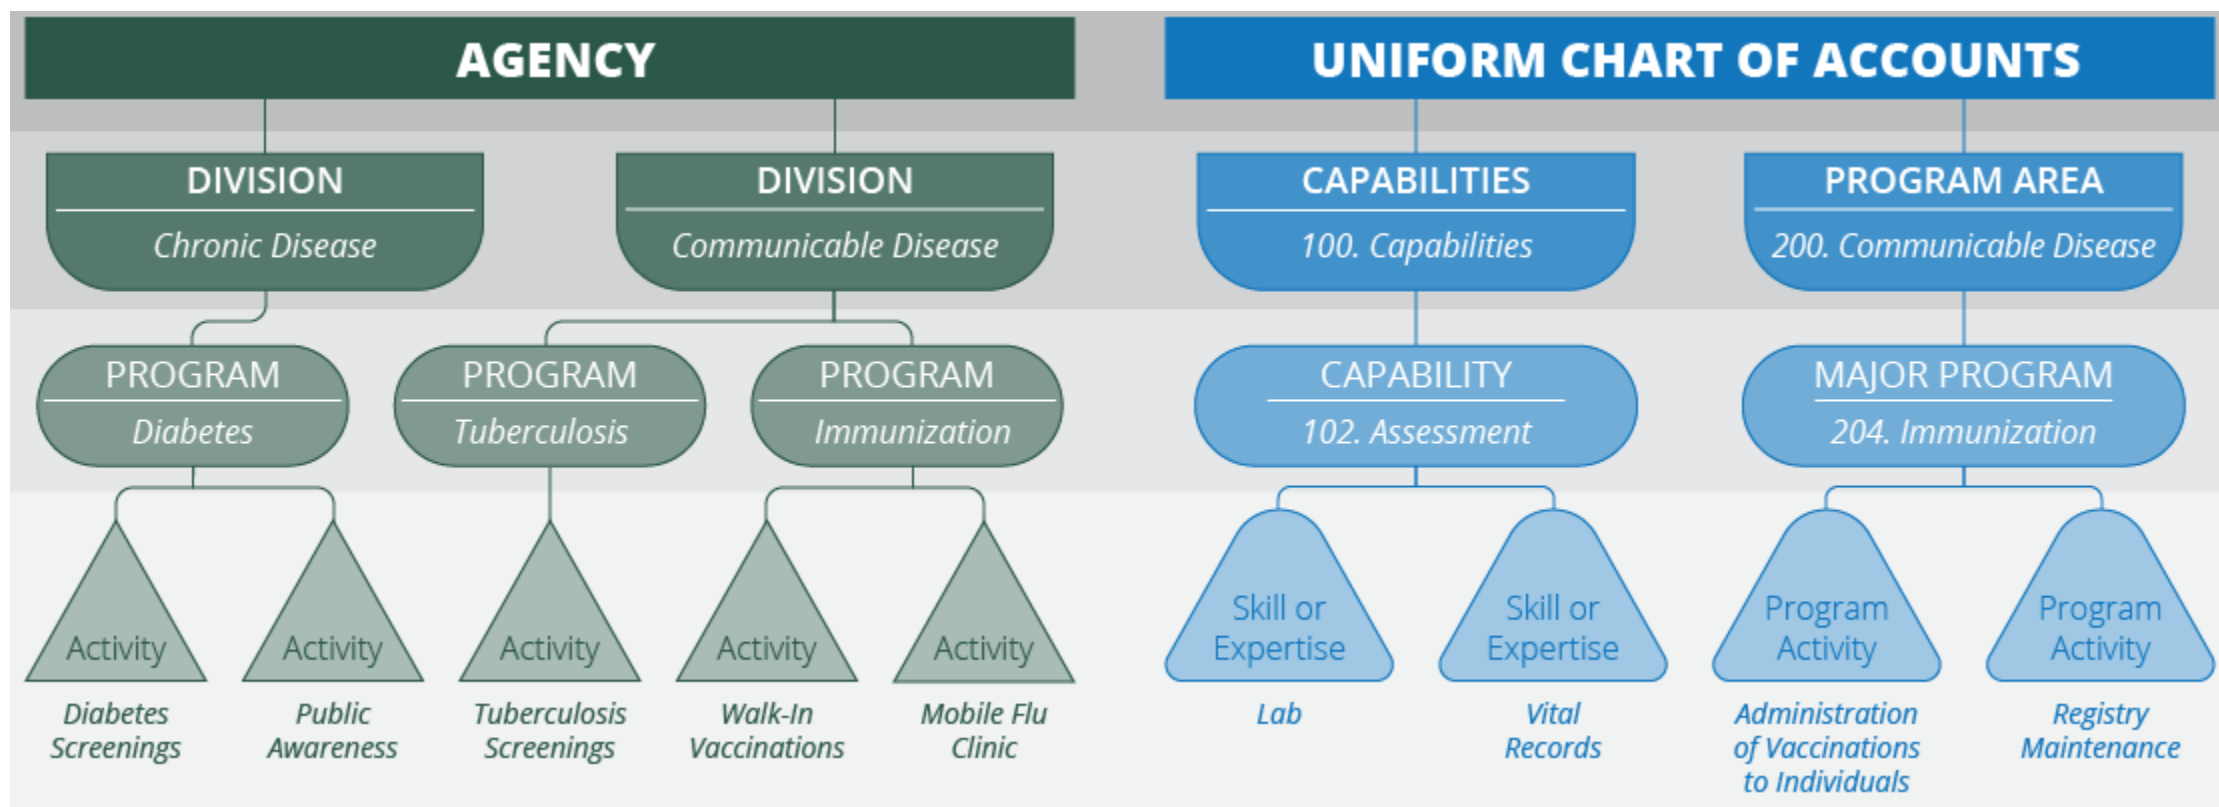 AGENCY
UNIFORM CHART OF ACCOUNTS
DIVISION
Chronic Disease
DIVISION
Communicable Disease
CAPABILITIES
100. Capabilities
PROGRAM AREA
200. Communicable Disease
PROGRAM
Diabetes
PROGRAM
Tuberculosis
PROGRAM
Immunization
CAPABILITY
102. Assessment
MAJOR PROGRAM
204. Immunization
Activity
Diabetes
Screenings
Activity
Public
Awareness
Activity
Tuberculosis
Screenings
Activity
Walk-In
Vaccinations
Activity
Mobile Flu
Clinic
Skill or
Expertise
Lab
Skill or
Expertise
Vital
Records
Program
Activity
Administration
of Vaccinations
to Individuals
Program
Activity
Registry
Maintenance